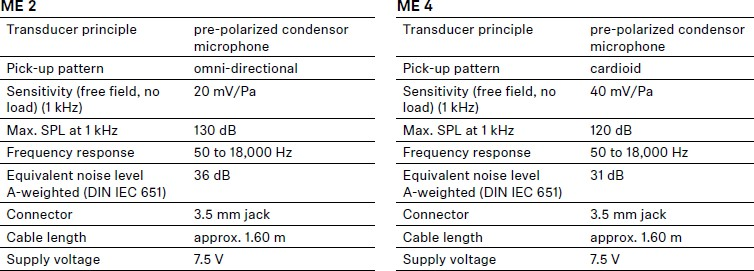 ME 2
Transducer principle pre-polarized condensor
microphone
Pick-up pattern omni-directional
Sensitivity (free field, no 20 mV/Pa
load) (1 kHz)
Max. SPL at 1 kHz 130 dB
Frequency response 50 to 18,000 Hz
Equivalent noise level 36 dB
A-weighted (DIN IEC 651)
Connector 3.5 mm jack
Cable length approx. 1.60 m
Supply voltage 7.5 V
ME 4
Transducer principle pre-polarized condensor
microphone
Pick-up pattern cardioid
Sensitivity (free field, no 40 mV/Pa
load) (1 kHz)
Max. SPL at 1 kHz 120 dB
Frequency response 50 to 18,000 Hz
Equivalent noise level 31 dB
A-weighted (DIN IEC 651)
Connector 3.5 mm jack
Cable length approx. 1.60 m
Supply voltage 7.5 V